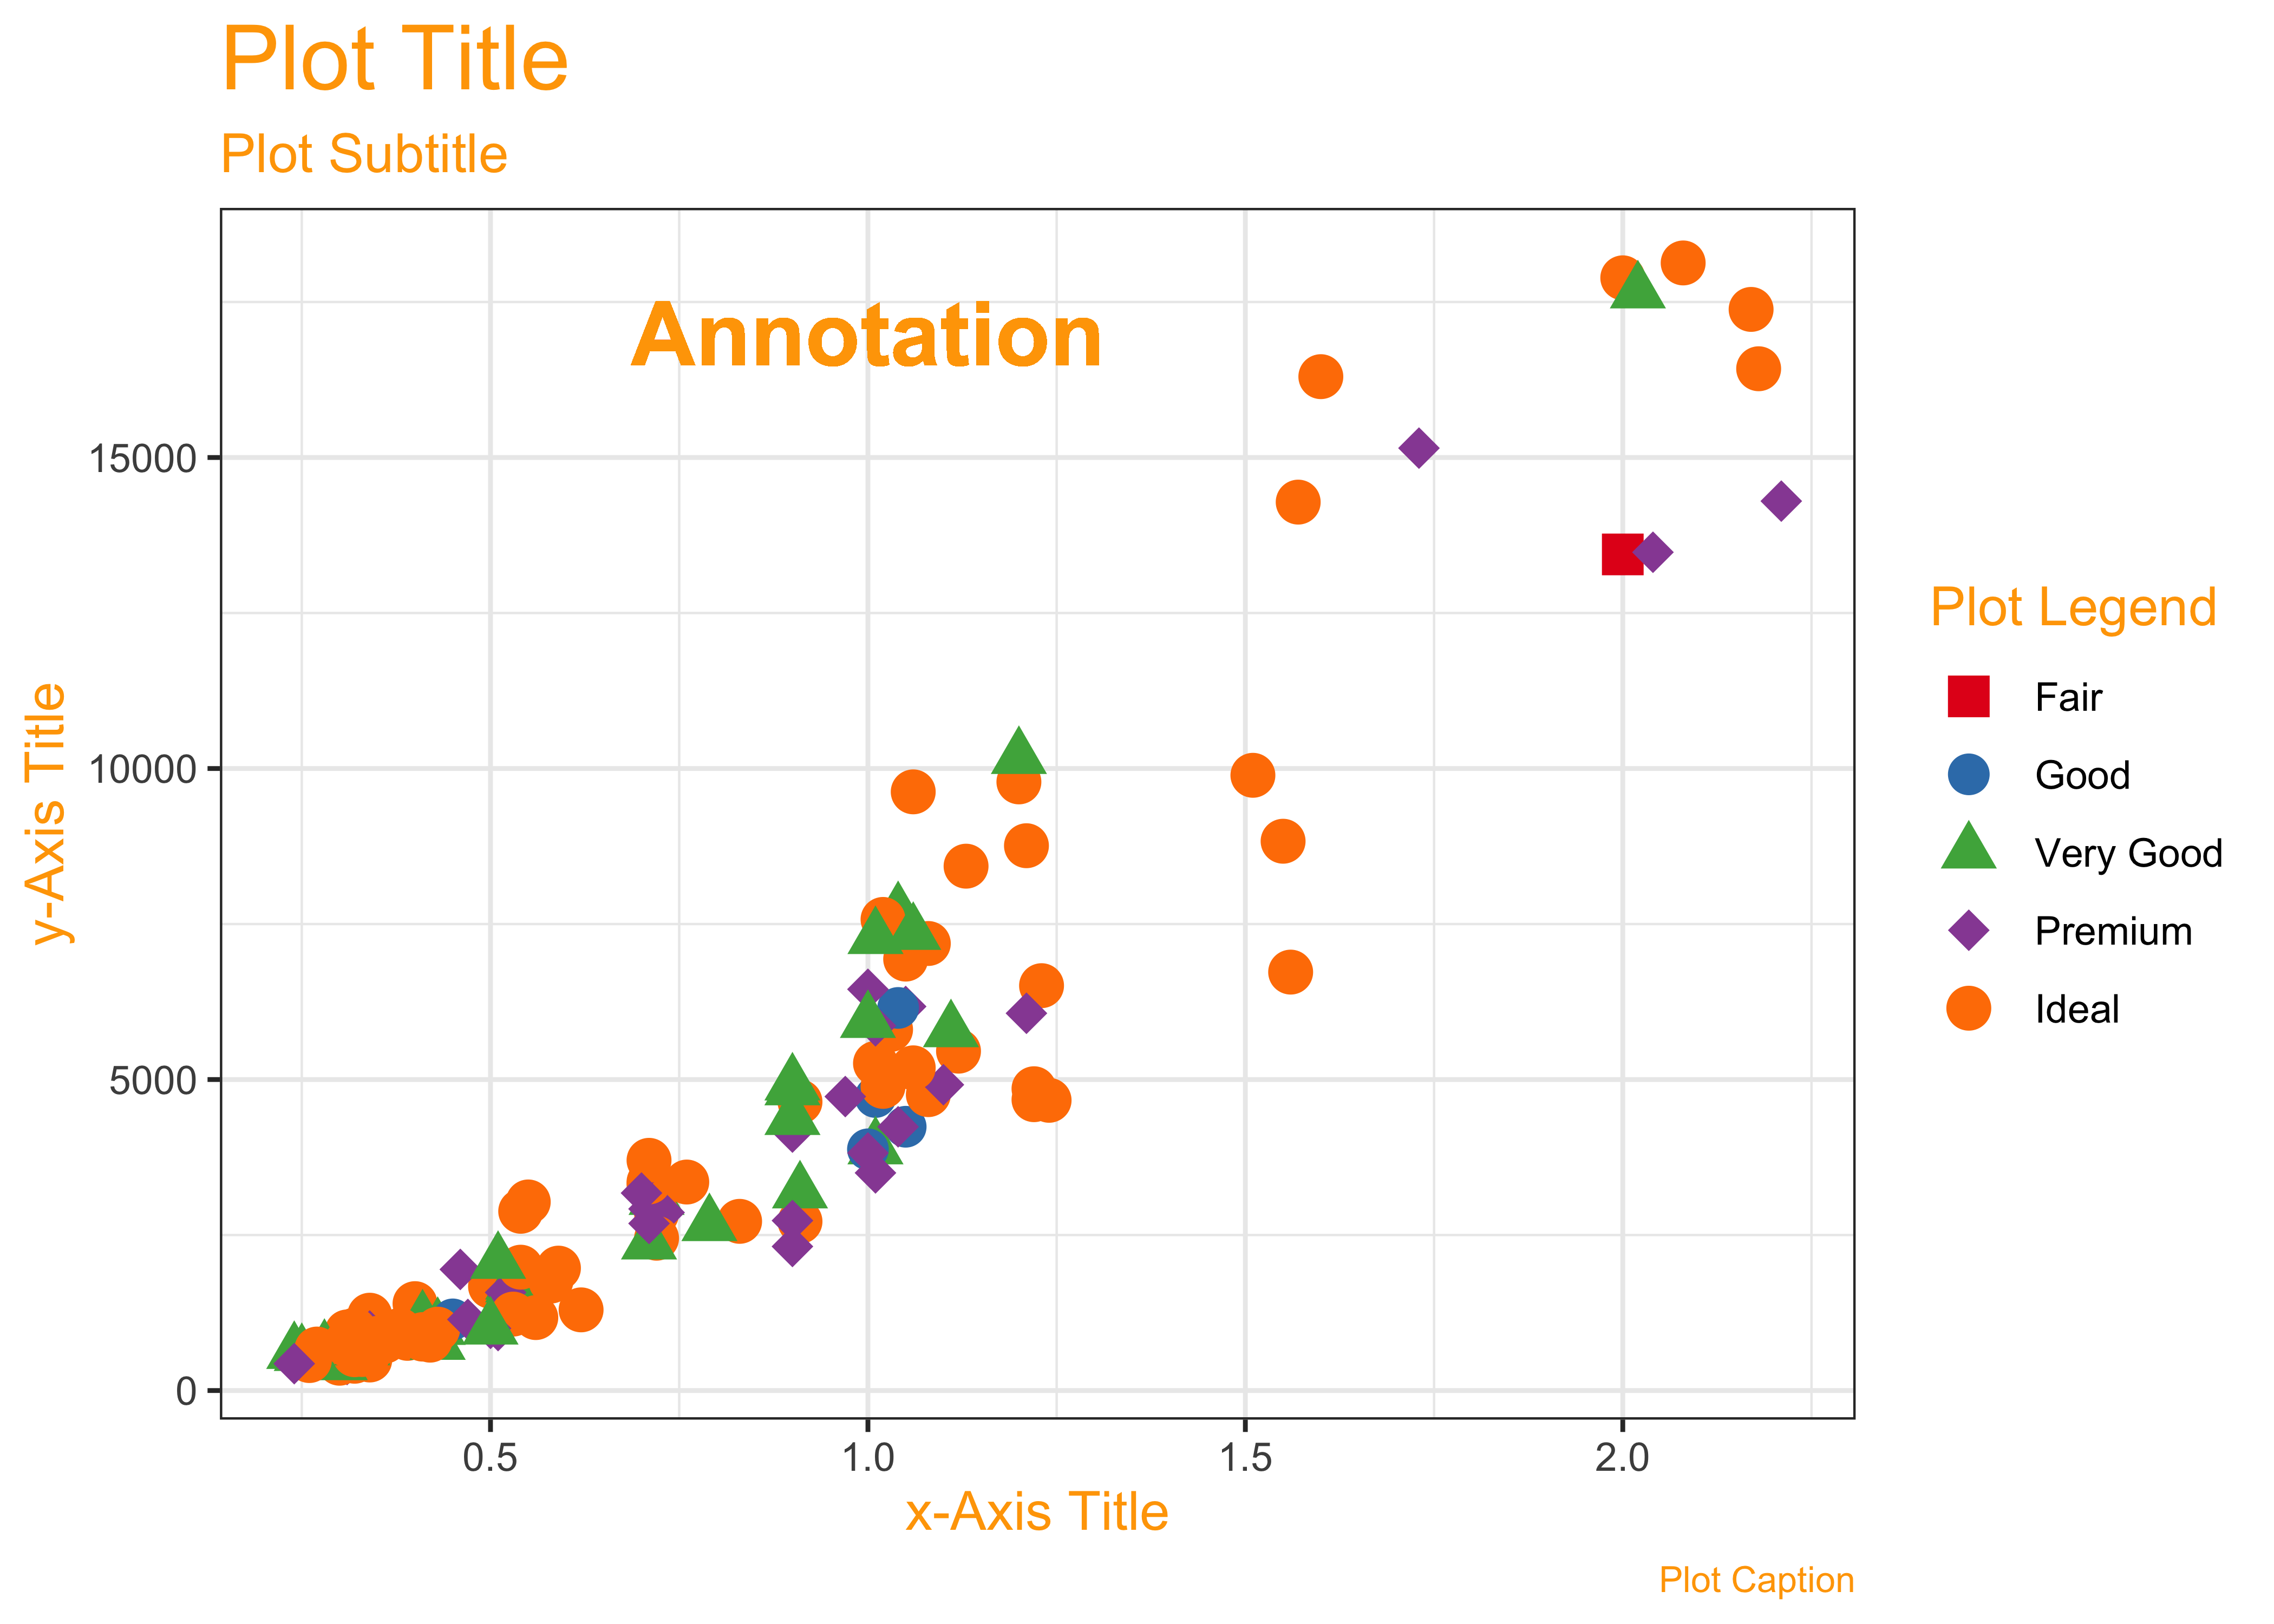 Plot Title
Plot Subtitle
Annotation
15000
10000
5000
0
y-Axis Title
0.5 1.0 1.5 2.0
x-Axis Title
Plot Legend
Fair
Good
Very Good
Premium
Ideal
Plot Caption